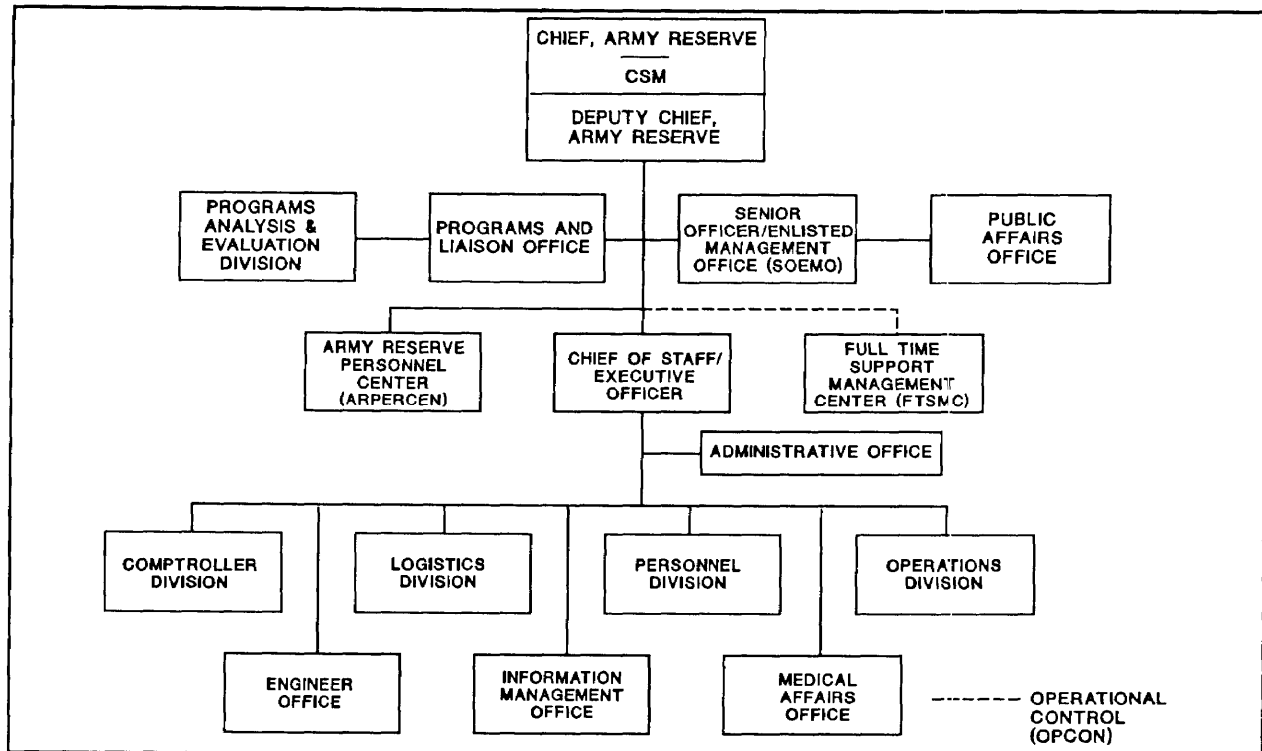 CHIEF, ARMY RESERVE
CSM
DEPUTY CHIEF,
ARMY RESERVE
PROGRAMS
ANALYSIS &
EVALUATION
DIVISION
PROGRAMS AND
LIAISON OFFICE
SENIOR
OFFICER/ENLISTED
MANAGEMENT
OFFICE (SOEMO)
PUBLIC
AFFAIRS
OFFICE
ARMY RESERVE
PERSONNEL
CENTER
(ARPERCEN)
CHIEF OF STAFF/
EXECUTIVE
OFFICER
FULL TIME
SUPPORT
MANAGEMENT
CENTER (FTSMC)
ADMINISTRATIVE OFFICE
COMPTROLLER
DIVISION
LOGISTICS
DIVISION
PERSONNEL
DIVISION
OPERATIONS
DIVISION
ENGINEER
OFFICE
INFORMATION
MANAGEMENT
OFFICE
MEDICAL
AFFAIRS
OFFICE
OPERATIONAL
CONTROL
(OPCON)